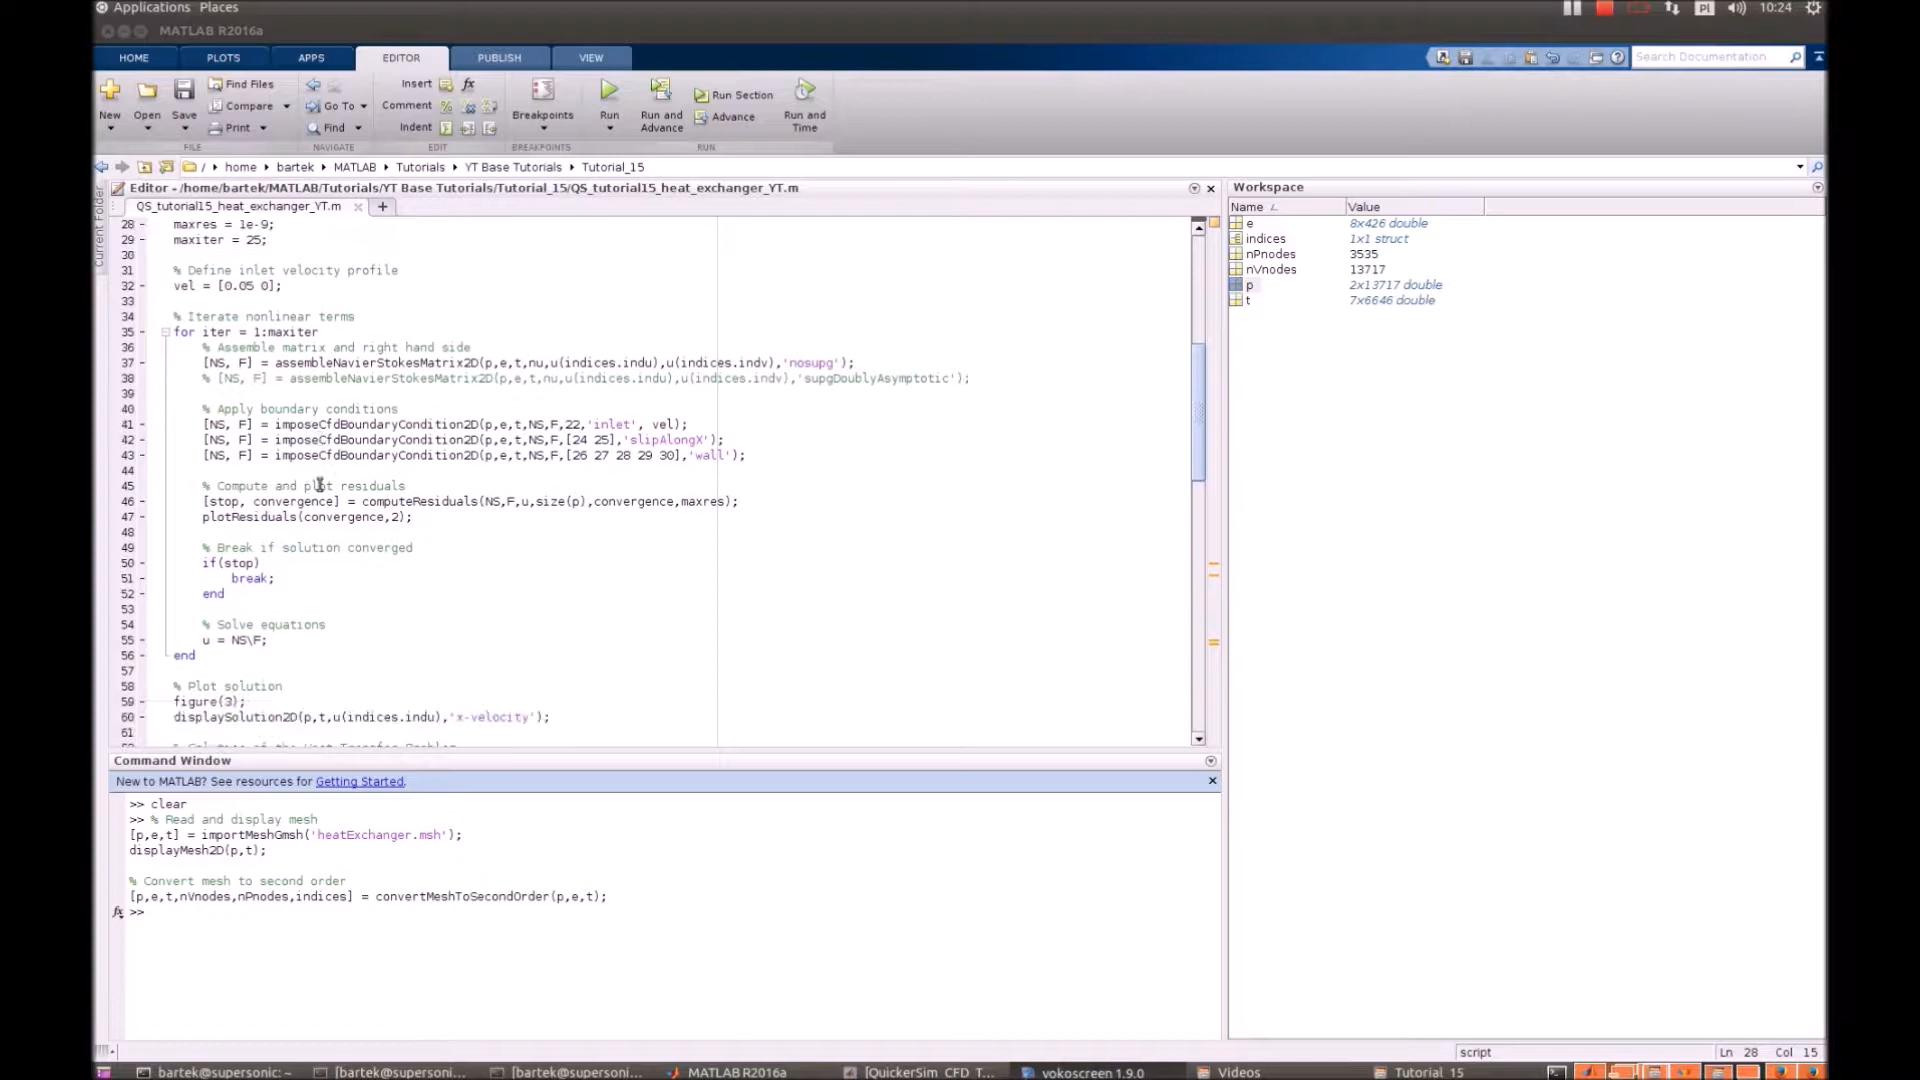 Applications Places
Pl 10:24
MATLAB R2016a
HOME PLOTS APPS EDITOR PUBLISH VIEW
Search Documentation
New Open Save Find Files Compare Print
Go To Find
Insert fx
Comment %
Indent
Breakpoints Run Run and Advance Run Section Advance Run and Time
FILE NAVIGATE EDIT BREAKPOINTS RUN
/ home bartek MATLAB Tutorials YT Base Tutorials Tutorial_15
Current Folder
Editor - /home/bartek/MATLAB/Tutorials/YT Base Tutorials/Tutorial_15/QS_tutorial15_heat_exchanger_YT.m
QS_tutorial15_heat_exchanger_YT.m
28 maxres = 1e-9;
29 maxiter = 25;
30
31 % Define inlet velocity profile
32 vel = [0.05 0];
33
34 % Iterate nonlinear terms
35 for iter = 1:maxiter
36 % Assemble matrix and right hand side
37 [NS, F] = assembleNavierStokesMatrix2D(p,e,t,nu,u(indices.indu),u(indices.indv),'nosupg');
38 % [NS, F] = assembleNavierStokesMatrix2D(p,e,t,nu,u(indices.indu),u(indices.indv),'supgDoublyAsymptotic');
39
40 % Apply boundary conditions
41 [NS, F] = imposeCfdBoundaryCondition2D(p,e,t,NS,F,22,'inlet', vel);
42 [NS, F] = imposeCfdBoundaryCondition2D(p,e,t,NS,F,[24 25],'slipAlongX');
43 [NS, F] = imposeCfdBoundaryCondition2D(p,e,t,NS,F,[26 27 28 29 30],'wall');
44
45 % Compute and plot residuals
46 [stop, convergence] = computeResiduals(NS,F,u,size(p),convergence,maxres);
47 plotResiduals(convergence,2);
48
49 % Break if solution converged
50 if(stop)
51 break;
52 end
53
54 % Solve equations
55 u = NS\F;
56 end
57
58 % Plot solution
59 figure(3);
60 displaySolution2D(p,t,u(indices.indu),'x-velocity');
61
Workspace
Name Value
e 8x426 double
indices 1x1 struct
nPnodes 3535
nVnodes 13717
p 2x13717 double
t 7x6646 double
Command Window
New to MATLAB? See resources for Getting Started.
>> clear
>> % Read and display mesh
[p,e,t] = importMeshGmsh('heatExchanger.msh');
displayMesh2D(p,t);
% Convert mesh to second order
[p,e,t,nVnodes,nPnodes,indices] = convertMeshToSecondOrder(p,e,t);
fx >>
script Ln 28 Col 15
bartek@supersonic: ~ [bartek@supersoni... [bartek@supersoni... MATLAB R2016a [QuickerSim CFD T... vokoscreen 1.9.0 Videos Tutorial 15